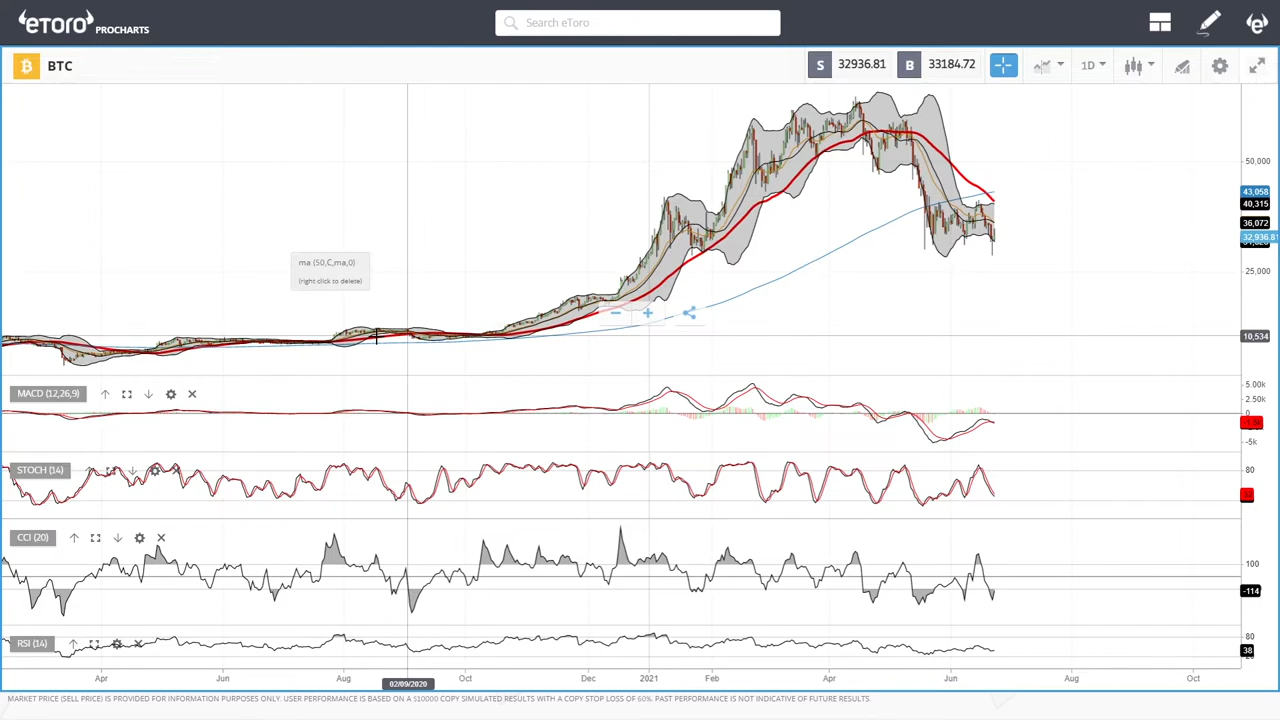 eTORO PROCHARTS
Search eToro
BTC
S 32936.81 B 33184.72 1D
50,000
43,058
40,315
36,072
32,936.81
25,000
ma (50,C,ma,0)
(right click to delete)
10,534
MACD (12,26,9)
5.00k
2.50k
0
-5k
STOCH (14)
80
CCI (20)
100
-114
RSI (14)
80
38
Apr Jun Aug 02/09/2020 Oct Dec 2021 Feb Apr Jun Aug Oct
MARKET PRICE (SELL PRICE) IS PROVIDED FOR INFORMATION PURPOSES ONLY. USER PERFORMANCE IS BASED ON A $10000 COPY SIMULATED RESULTS WITH A COPY STOP LOSS OF 60%. PAST PERFORMANCE IS NOT INDICATIVE OF FUTURE RESULTS.